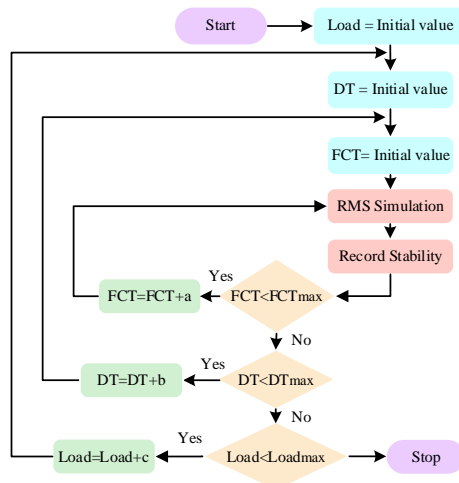 Start
Load = Initial value
DT = Initial value
FCT= Initial value
RMS Simulation
Record Stability
Yes
FCT=FCT+a
FCT<FCTmax
No
Yes
DT=DT+b
DT<DTmax
No
Yes
Load=Load+c
Load<Loadmax
Stop